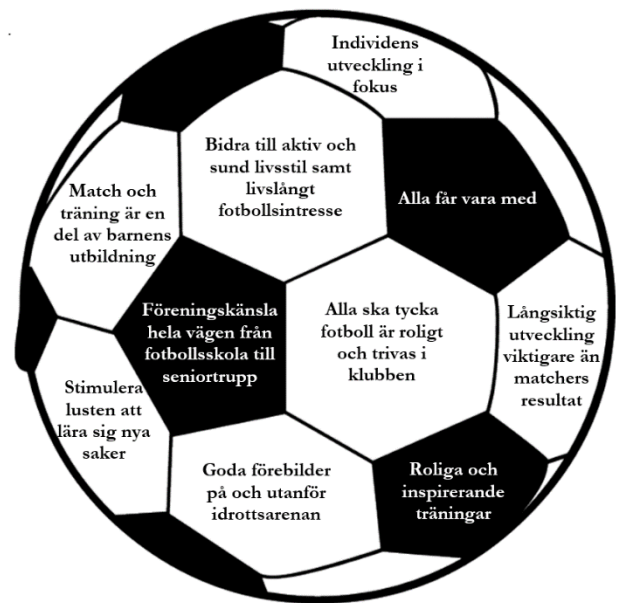 Individens
utveckling i
fokus
Bidra till aktiv och
sund livsstil samt
livslångt
fotbollsintresse
Alla får vara med
Match och
träning är en
del av barnens
utbildning
Föreningskänsla
hela vägen från
fotbollsskola till
seniortrupp
Alla ska tycka
fotboll är roligt
och trivas i
klubben
Långsiktig
utveckling
viktigare än
matchers
resultat
Stimulera
lusten att
lära sig nya
saker
Goda förebilder
på och utanför
idrottsarenan
Roliga och
inspirerande
träningar